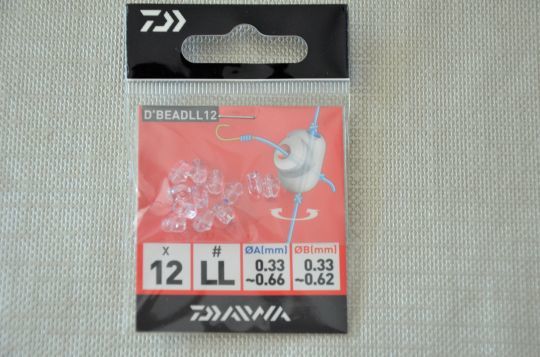 D'BEADLL12
X
12
#
LL
ØA(mm)
0.33
~0.66
ØB(mm)
0.33
~0.62
DAIWA